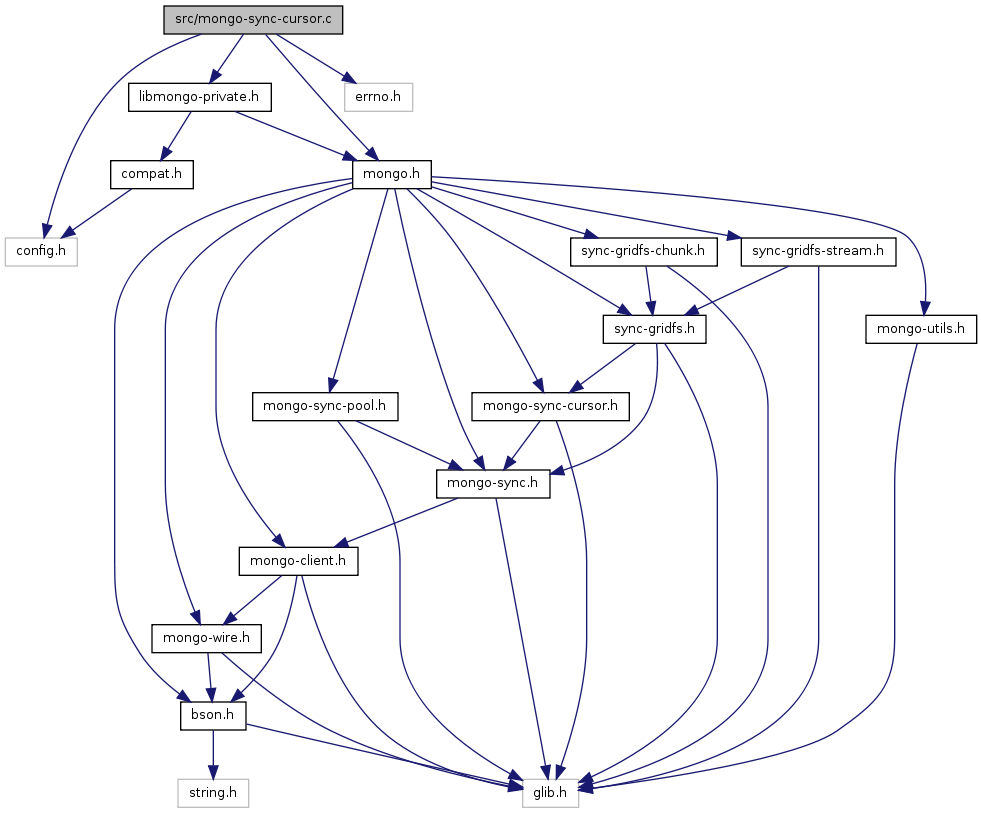 src/mongo-sync-cursor.c
libmongo-private.h
errno.h
compat.h
mongo.h
config.h
sync-gridfs-chunk.h
sync-gridfs-stream.h
sync-gridfs.h
mongo-utils.h
mongo-sync-pool.h
mongo-sync-cursor.h
mongo-sync.h
mongo-client.h
mongo-wire.h
bson.h
string.h
glib.h